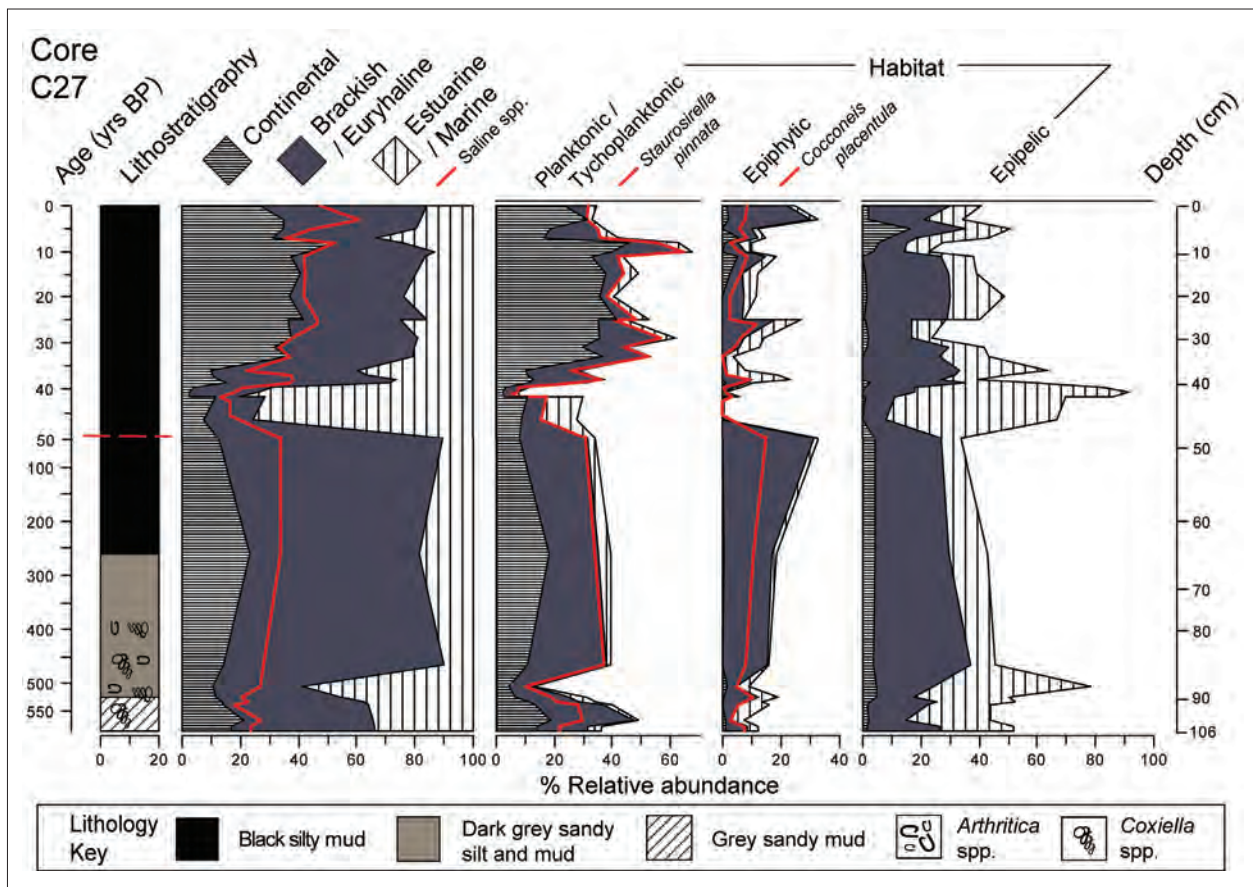 Core
C27
Age (yrs BP)
Lithostratigraphy
Continental
Brackish
/ Euryhaline
Estuarine
/ Marine
Saline spp.
Habitat
Planktonic /
Tychoplanktonic
Staurosirella
pinnata
Epiphytic
Cocconeis
placentula
Epipelic
Depth (cm)
0
10
20
30
40
50
100
200
300
400
500
550
0
10
20
30
40
50
60
70
80
90
106
0 20
0 20 40 60 80 100
0 20 40 60
0 20 40
0 20 40 60 80 100
% Relative abundance
Lithology
Key
Black silty mud
Dark grey sandy
silt and mud
Grey sandy mud
Arthritica
spp.
Coxiella
spp.